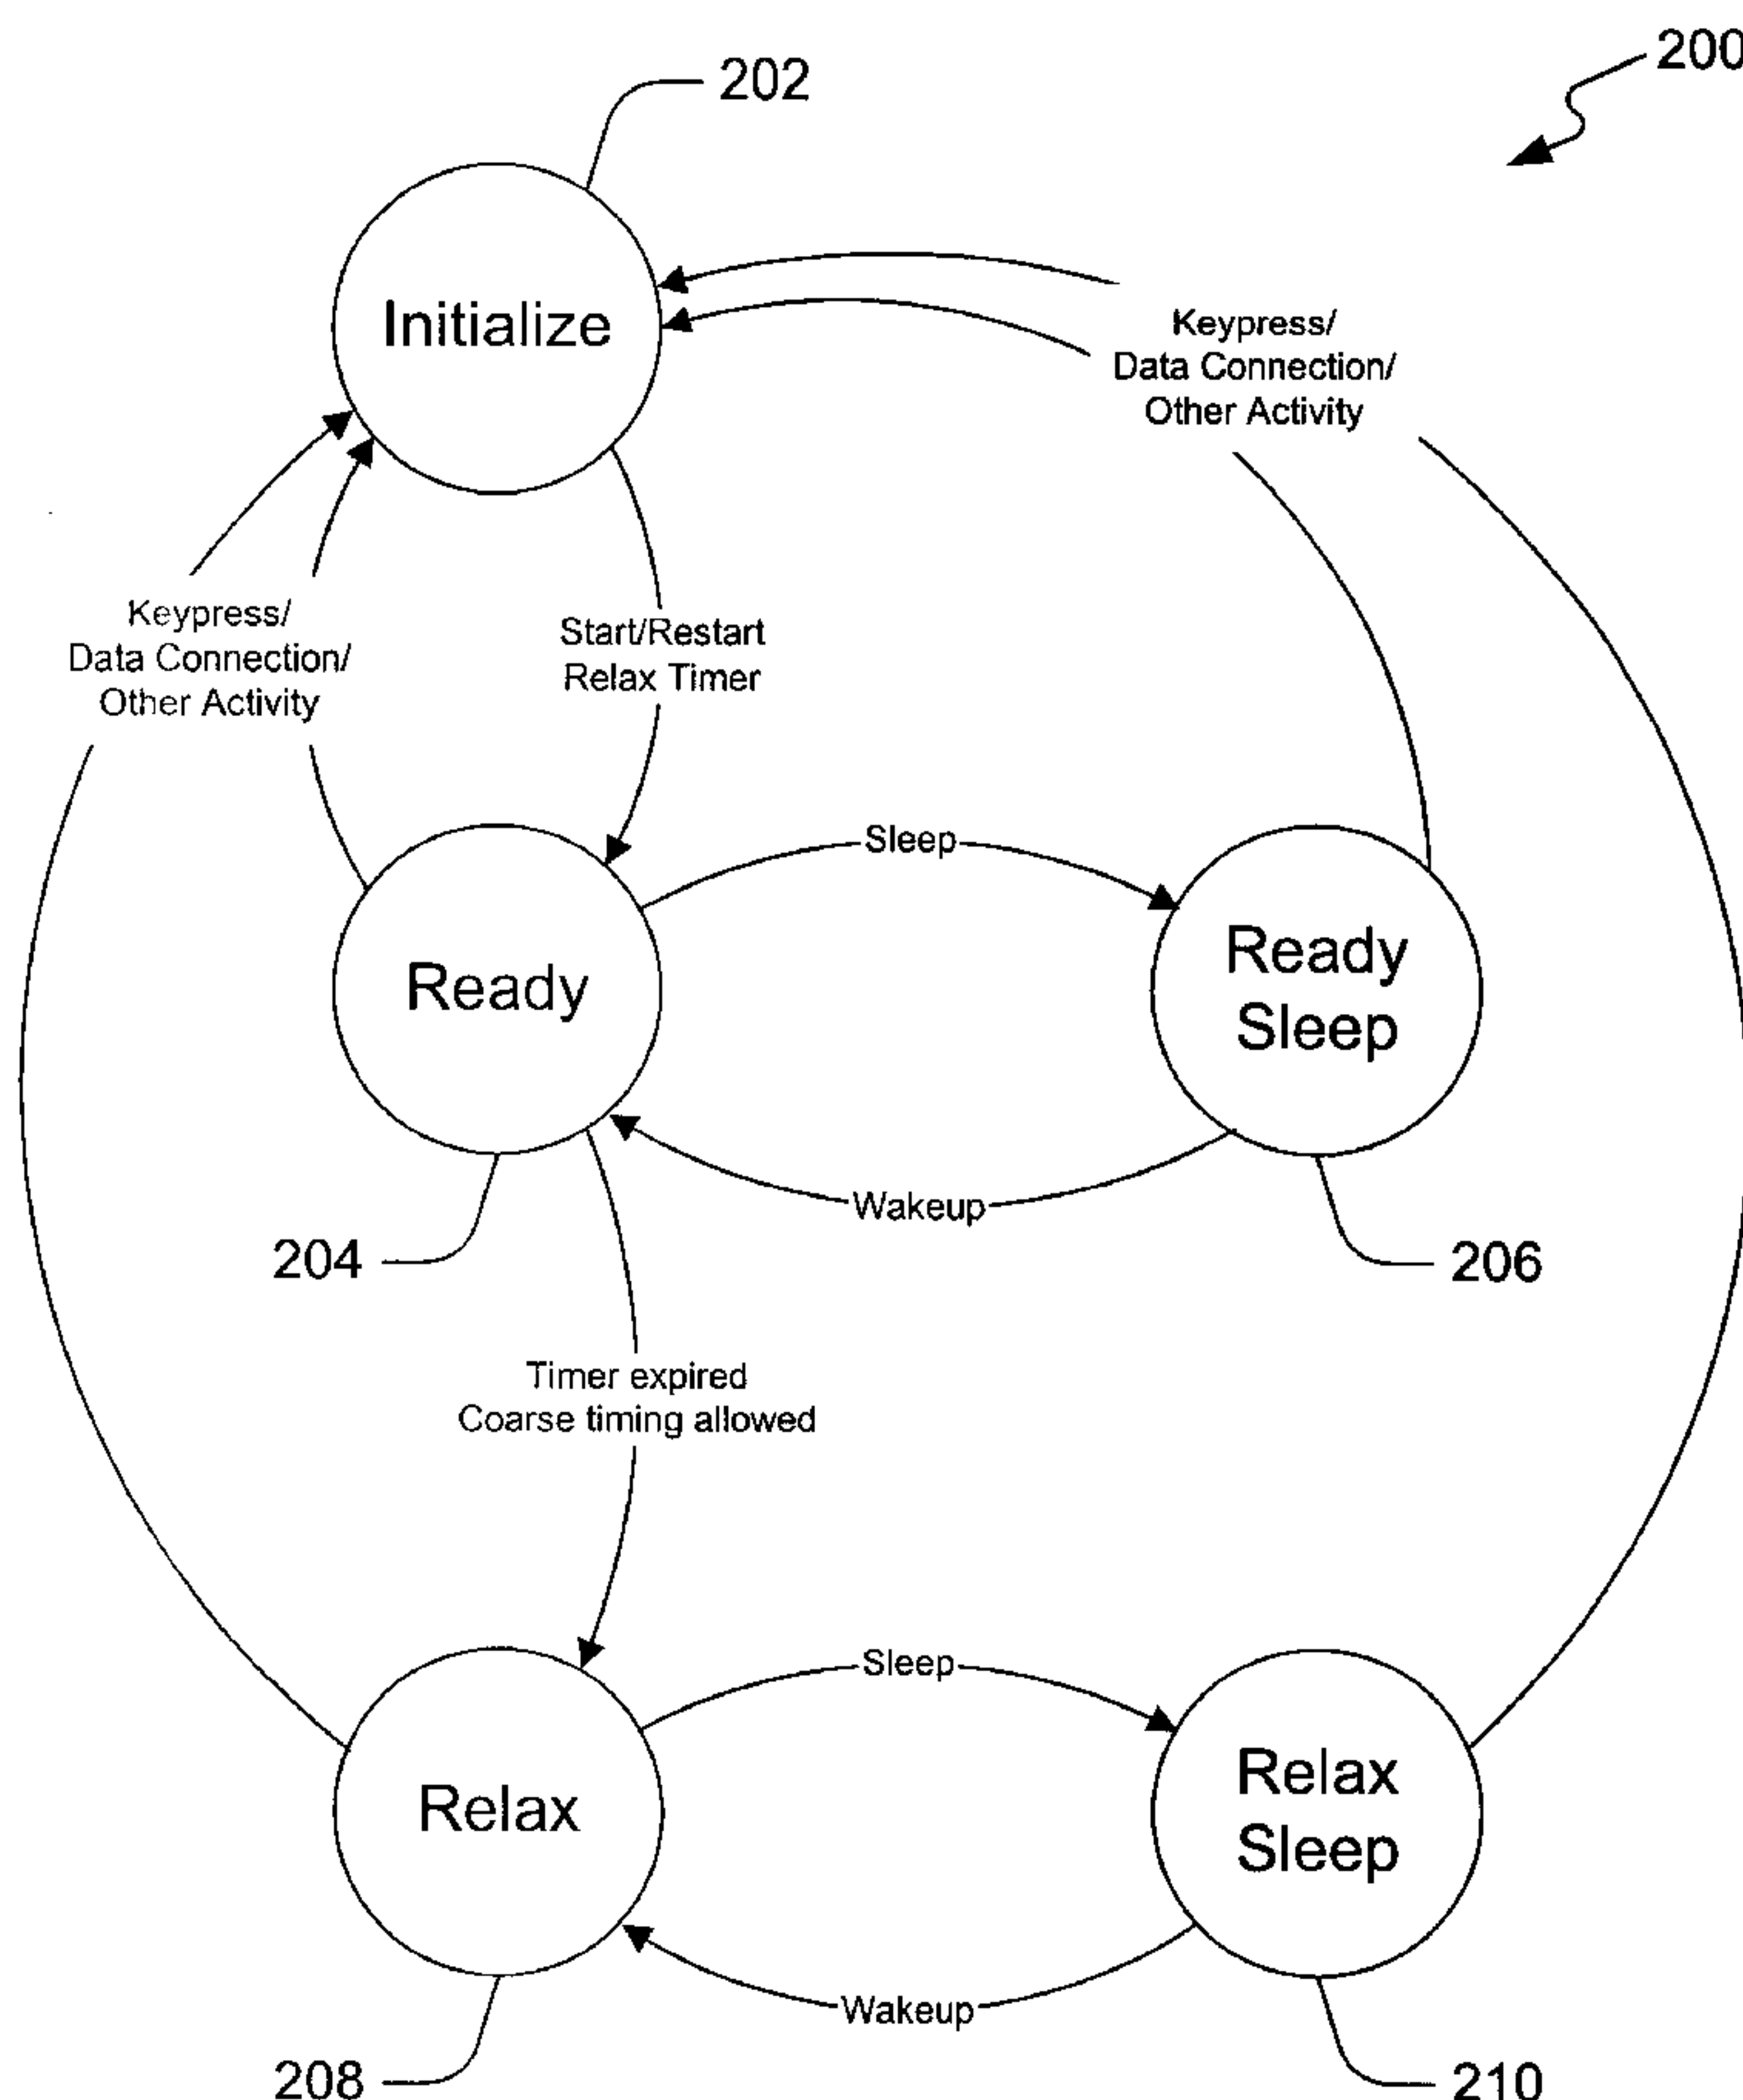 200
202
Initialize
Keypress/
Data Connection/
Other Activity
Keypress/
Data Connection/
Other Activity
Start/Restart
Relax Timer
Sleep
Ready
Ready
Sleep
Wakeup
204
206
Timer expired
Coarse timing allowed
Sleep
Relax
Relax
Sleep
Wakeup
208
210